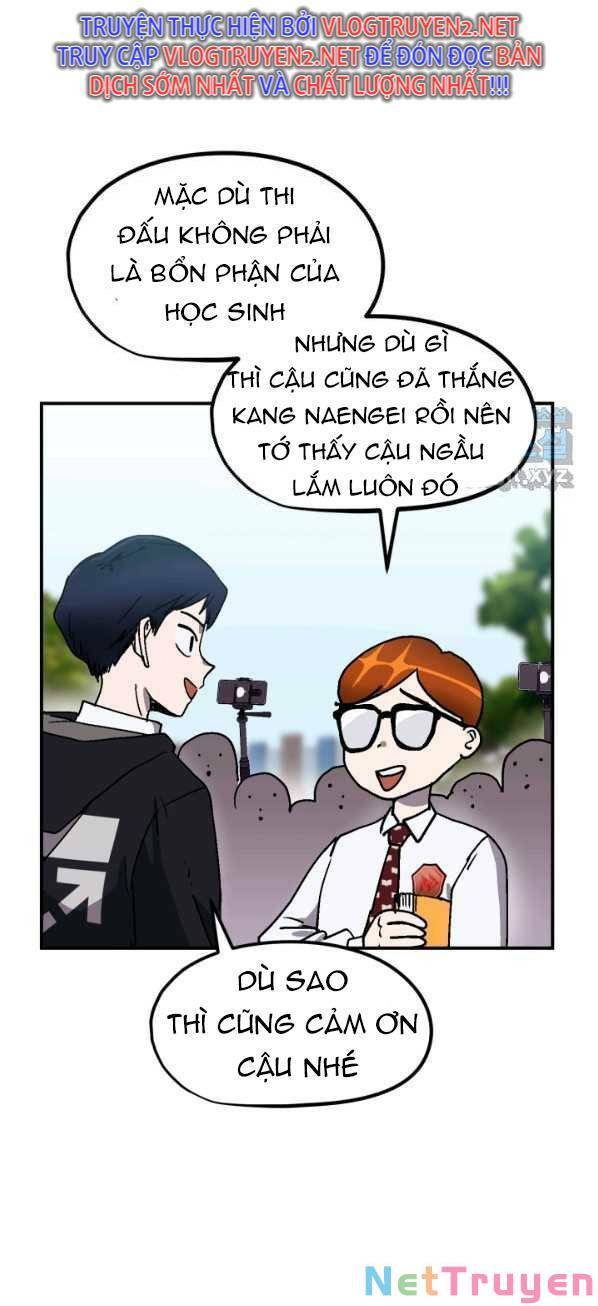 TRUYỆN THỰC HIỆN BỞI VLOGTRUYEN2.NET
TRUY CẬP VLOGTRUYEN2.NET ĐỂ ĐÓN ĐỌC BẢN
DỊCH SỚM NHẤT VÀ CHẤT LƯỢNG NHẤT!!!
MẶC DÙ THI
ĐẤU KHÔNG PHẢI
LÀ BỔN PHẬN CỦA
HỌC SINH
NHƯNG DÙ GÌ
THÌ CẬU CŨNG ĐÃ THẮNG
KANG NAENGEI RỒI NÊN
TỚ THẤY CẬU NGẦU
LẮM LUÔN ĐÓ
DÙ SAO
THÌ CŨNG CẢM ƠN
CẬU NHÉ
NetTruyen